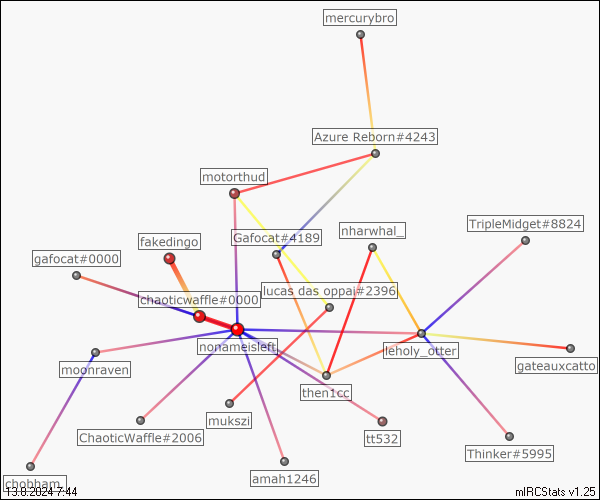 mercurybro
Azure Reborn#4243
motorthud
TripleMidget#8824
nharwhal_
Gafocat#4189
fakedingo
gafocat#0000
lucas das oppai#2396
chaoticwaffle#0000
nonameisleft
leholy_otter
moonraven
gateauxcatto
then1cc
mukszi
ChaoticWaffle#2006
tt532
Thinker#5995
amah1246
chobham_
13.8.2024 7:44
mIRCStats v1.25